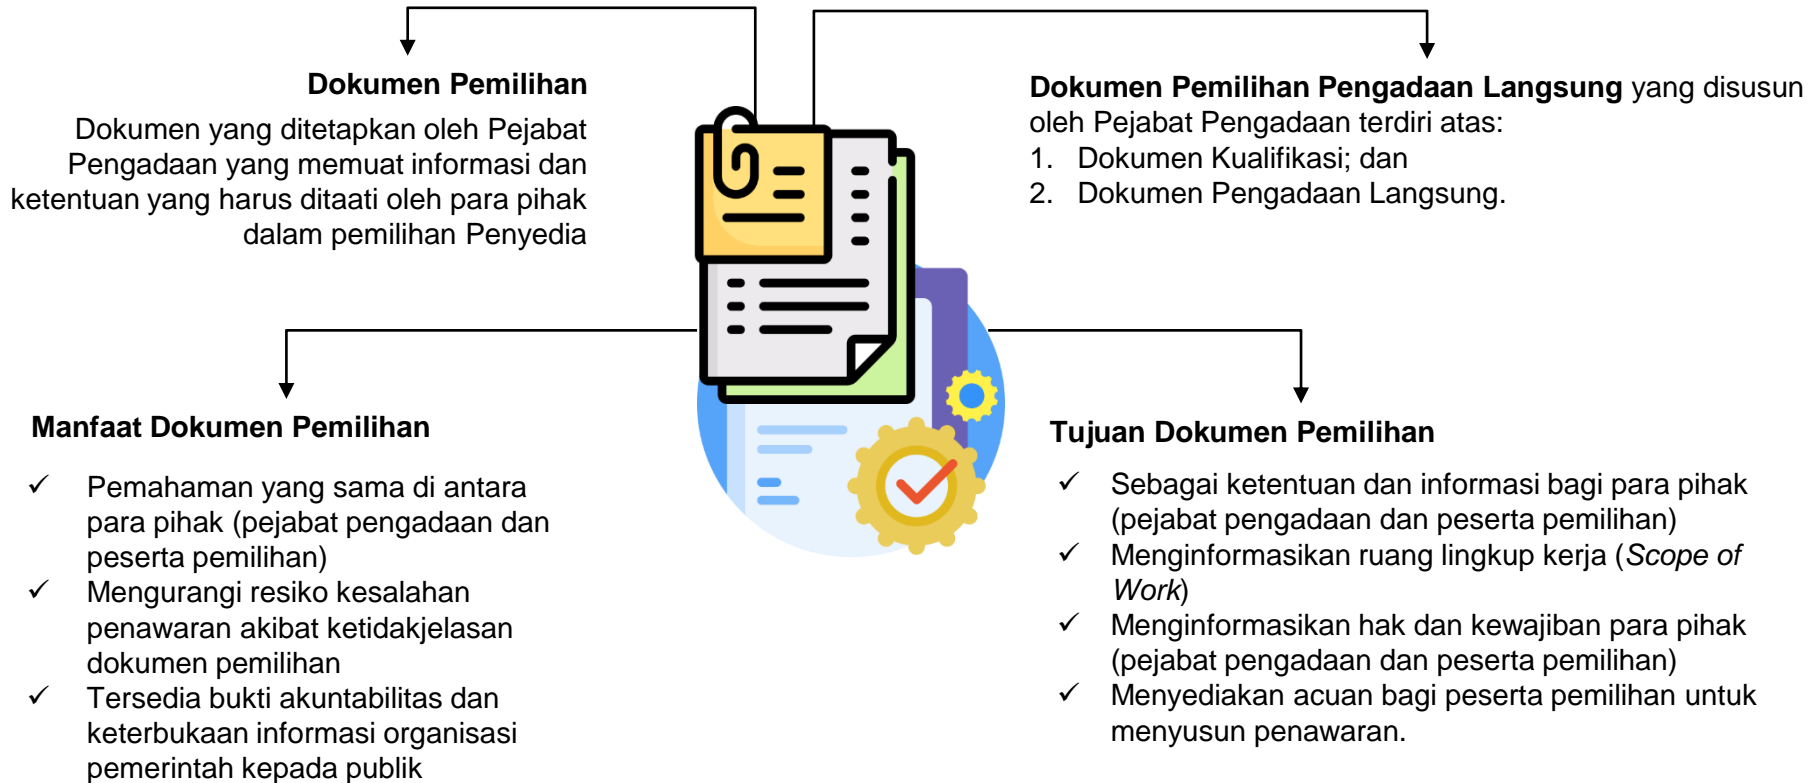 Dokumen Pemilihan
Dokumen yang ditetapkan oleh Pejabat
Pengadaan yang memuat informasi dan
ketentuan yang harus ditaati oleh para pihak
dalam pemilihan Penyedia
Dokumen Pemilihan Pengadaan Langsung yang disusun
oleh Pejabat Pengadaan terdiri atas:
1. Dokumen Kualifikasi; dan
2. Dokumen Pengadaan Langsung.
Manfaat Dokumen Pemilihan
✓ Pemahaman yang sama di antara
para pihak (pejabat pengadaan dan
peserta pemilihan)
✓ Mengurangi resiko kesalahan
penawaran akibat ketidakjelasan
dokumen pemilihan
✓ Tersedia bukti akuntabilitas dan
keterbukaan informasi organisasi
pemerintah kepada publik
Tujuan Dokumen Pemilihan
✓ Sebagai ketentuan dan informasi bagi para pihak
(pejabat pengadaan dan peserta pemilihan)
✓ Menginformasikan ruang lingkup kerja (Scope of
Work)
✓ Menginformasikan hak dan kewajiban para pihak
(pejabat pengadaan dan peserta pemilihan)
✓ Menyediakan acuan bagi peserta pemilihan untuk
menyusun penawaran.